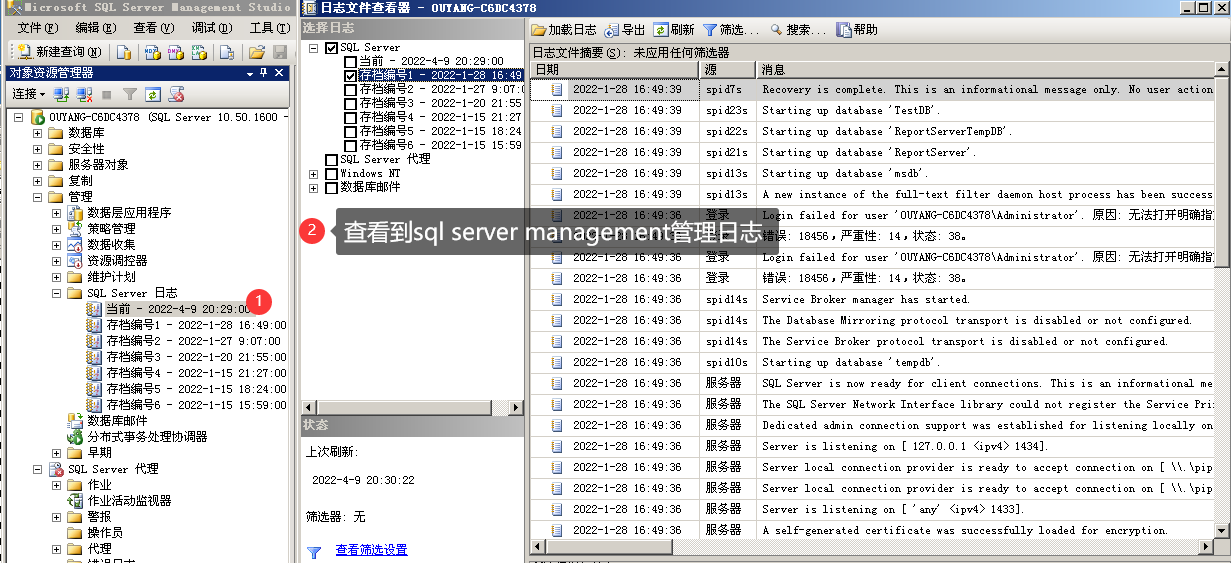 Microsoft SQL Server Management Studio
文件(F) 编辑(E) 查看(V) 调试(D) 工具(T)
新建查询(N)
对象资源管理器
连接
OUYANG-C6DC4378 (SQL Server 10.50.1600 -
数据库
安全性
服务器对象
复制
管理
数据层应用程序
策略管理
数据收集
资源调控器
维护计划
SQL Server 日志
当前 - 2022-4-9 20:29:00
1
存档编号1 - 2022-1-28 16:49:00
存档编号2 - 2022-1-27 9:07:00
存档编号3 - 2022-1-20 21:55:00
存档编号4 - 2022-1-15 21:27:00
存档编号5 - 2022-1-15 18:24:00
存档编号6 - 2022-1-15 15:59:00
数据库邮件
分布式事务处理协调器
早期
SQL Server 代理
作业
作业活动监视器
警报
操作员
代理
错误日志
日志文件查看器 - OUYANG-C6DC4378
选择日志
SQL Server
当前 - 2022-4-9 20:29:00
存档编号1 - 2022-1-28 16:49
存档编号2 - 2022-1-27 9:07:
存档编号3 - 2022-1-20 21:55
存档编号4 - 2022-1-15 21:27
存档编号5 - 2022-1-15 18:24
存档编号6 - 2022-1-15 15:59
SQL Server 代理
Windows NT
数据库邮件
2 查看到sql server management管理日志
状态
上次刷新:
2022-4-9 20:30:22
筛选器: 无
查看筛选设置
加载日志 导出 刷新 筛选... 搜索... 帮助
日志文件摘要(S): 未应用任何筛选器
日期 源 消息
2022-1-28 16:49:39 spid7s Recovery is complete. This is an informational message only. No user action
2022-1-28 16:49:39 spid23s Starting up database 'TestDB'.
2022-1-28 16:49:39 spid22s Starting up database 'ReportServerTempDB'.
2022-1-28 16:49:39 spid21s Starting up database 'ReportServer'.
2022-1-28 16:49:39 spid13s Starting up database 'msdb'.
2022-1-28 16:49:39 spid13s A new instance of the full-text filter daemon host process has been success
2022-1-28 16:49:39 登录 Login failed for user 'OUYANG-C6DC4378\Administrator'. 原因: 无法打开明确指
错误: 18456，严重性: 14，状态: 38。
2022-1-28 16:49:36 登录 Login failed for user 'OUYANG-C6DC4378\Administrator'. 原因: 无法打开明确指
2022-1-28 16:49:36 登录 错误: 18456，严重性: 14，状态: 38。
2022-1-28 16:49:36 spid14s Service Broker manager has started.
2022-1-28 16:49:36 spid14s The Database Mirroring protocol transport is disabled or not configured.
2022-1-28 16:49:36 spid14s The Service Broker protocol transport is disabled or not configured.
2022-1-28 16:49:36 spid10s Starting up database 'tempdb'.
2022-1-28 16:49:36 服务器 SQL Server is now ready for client connections. This is an informational me
2022-1-28 16:49:36 服务器 The SQL Server Network Interface library could not register the Service Pri
2022-1-28 16:49:36 服务器 Dedicated admin connection support was established for listening locally on
2022-1-28 16:49:36 服务器 Server is listening on [ 127.0.0.1 <ipv4> 1434].
2022-1-28 16:49:36 服务器 Server local connection provider is ready to accept connection on [ \\.\pip
2022-1-28 16:49:36 服务器 Server local connection provider is ready to accept connection on [ \\.\pip
2022-1-28 16:49:36 服务器 Server is listening on [ 'any' <ipv4> 1433].
2022-1-28 16:49:36 服务器 A self-generated certificate was successfully loaded for encryption.